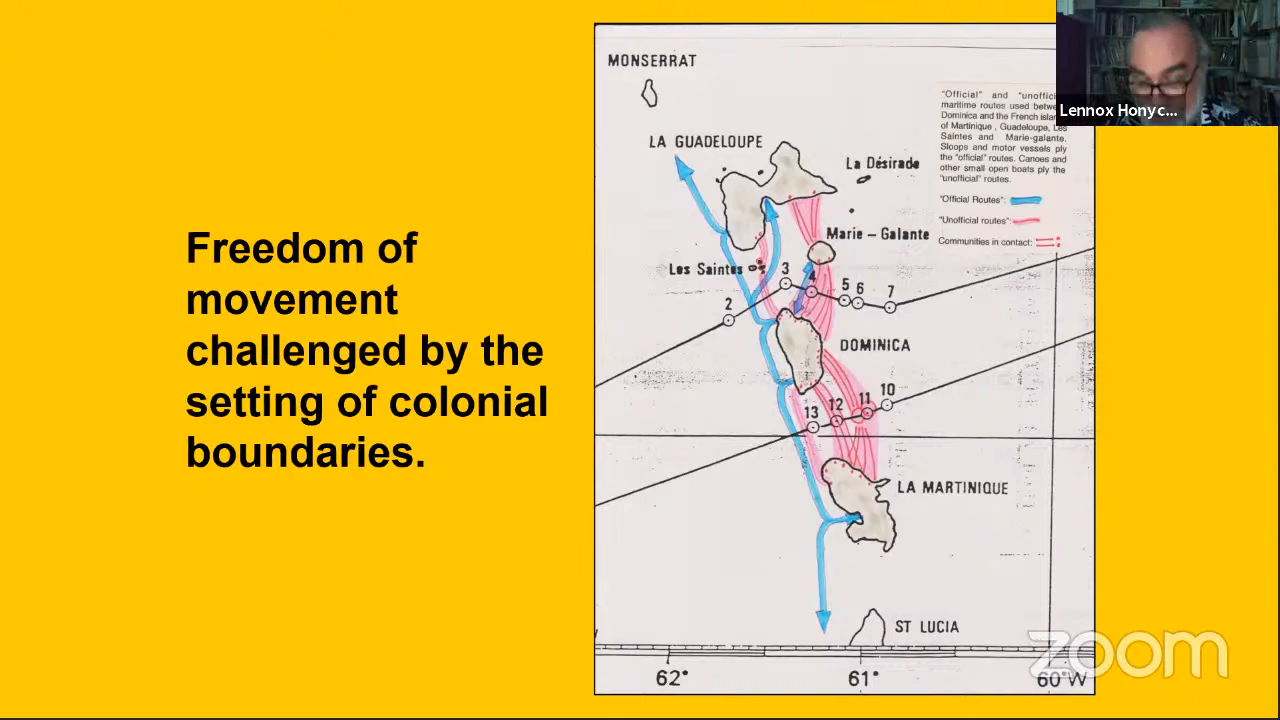 Freedom of
movement
challenged by the
setting of colonial
boundaries.
MONSERRAT
LA GUADELOUPE
La Désirade
Marie – Galante
Les Saintes
2
3
4
5
6
7
DOMINICA
13
12
11
10
LA MARTINIQUE
ST LUCIA
62°
61°
60°W
"Official" and "unoffici
maritime routes used betwe
Dominica and the French islan
of Martinique , Guadeloupe, Les
Saintes and Marie-galante.
Sloops and motor vessels ply
the "official" routes. Canoes and
other small open boats ply the
"unofficial" routes.
"Official Routes":
"Unofficial routes":
Communities in contact:
Lennox Honyc...
zoom